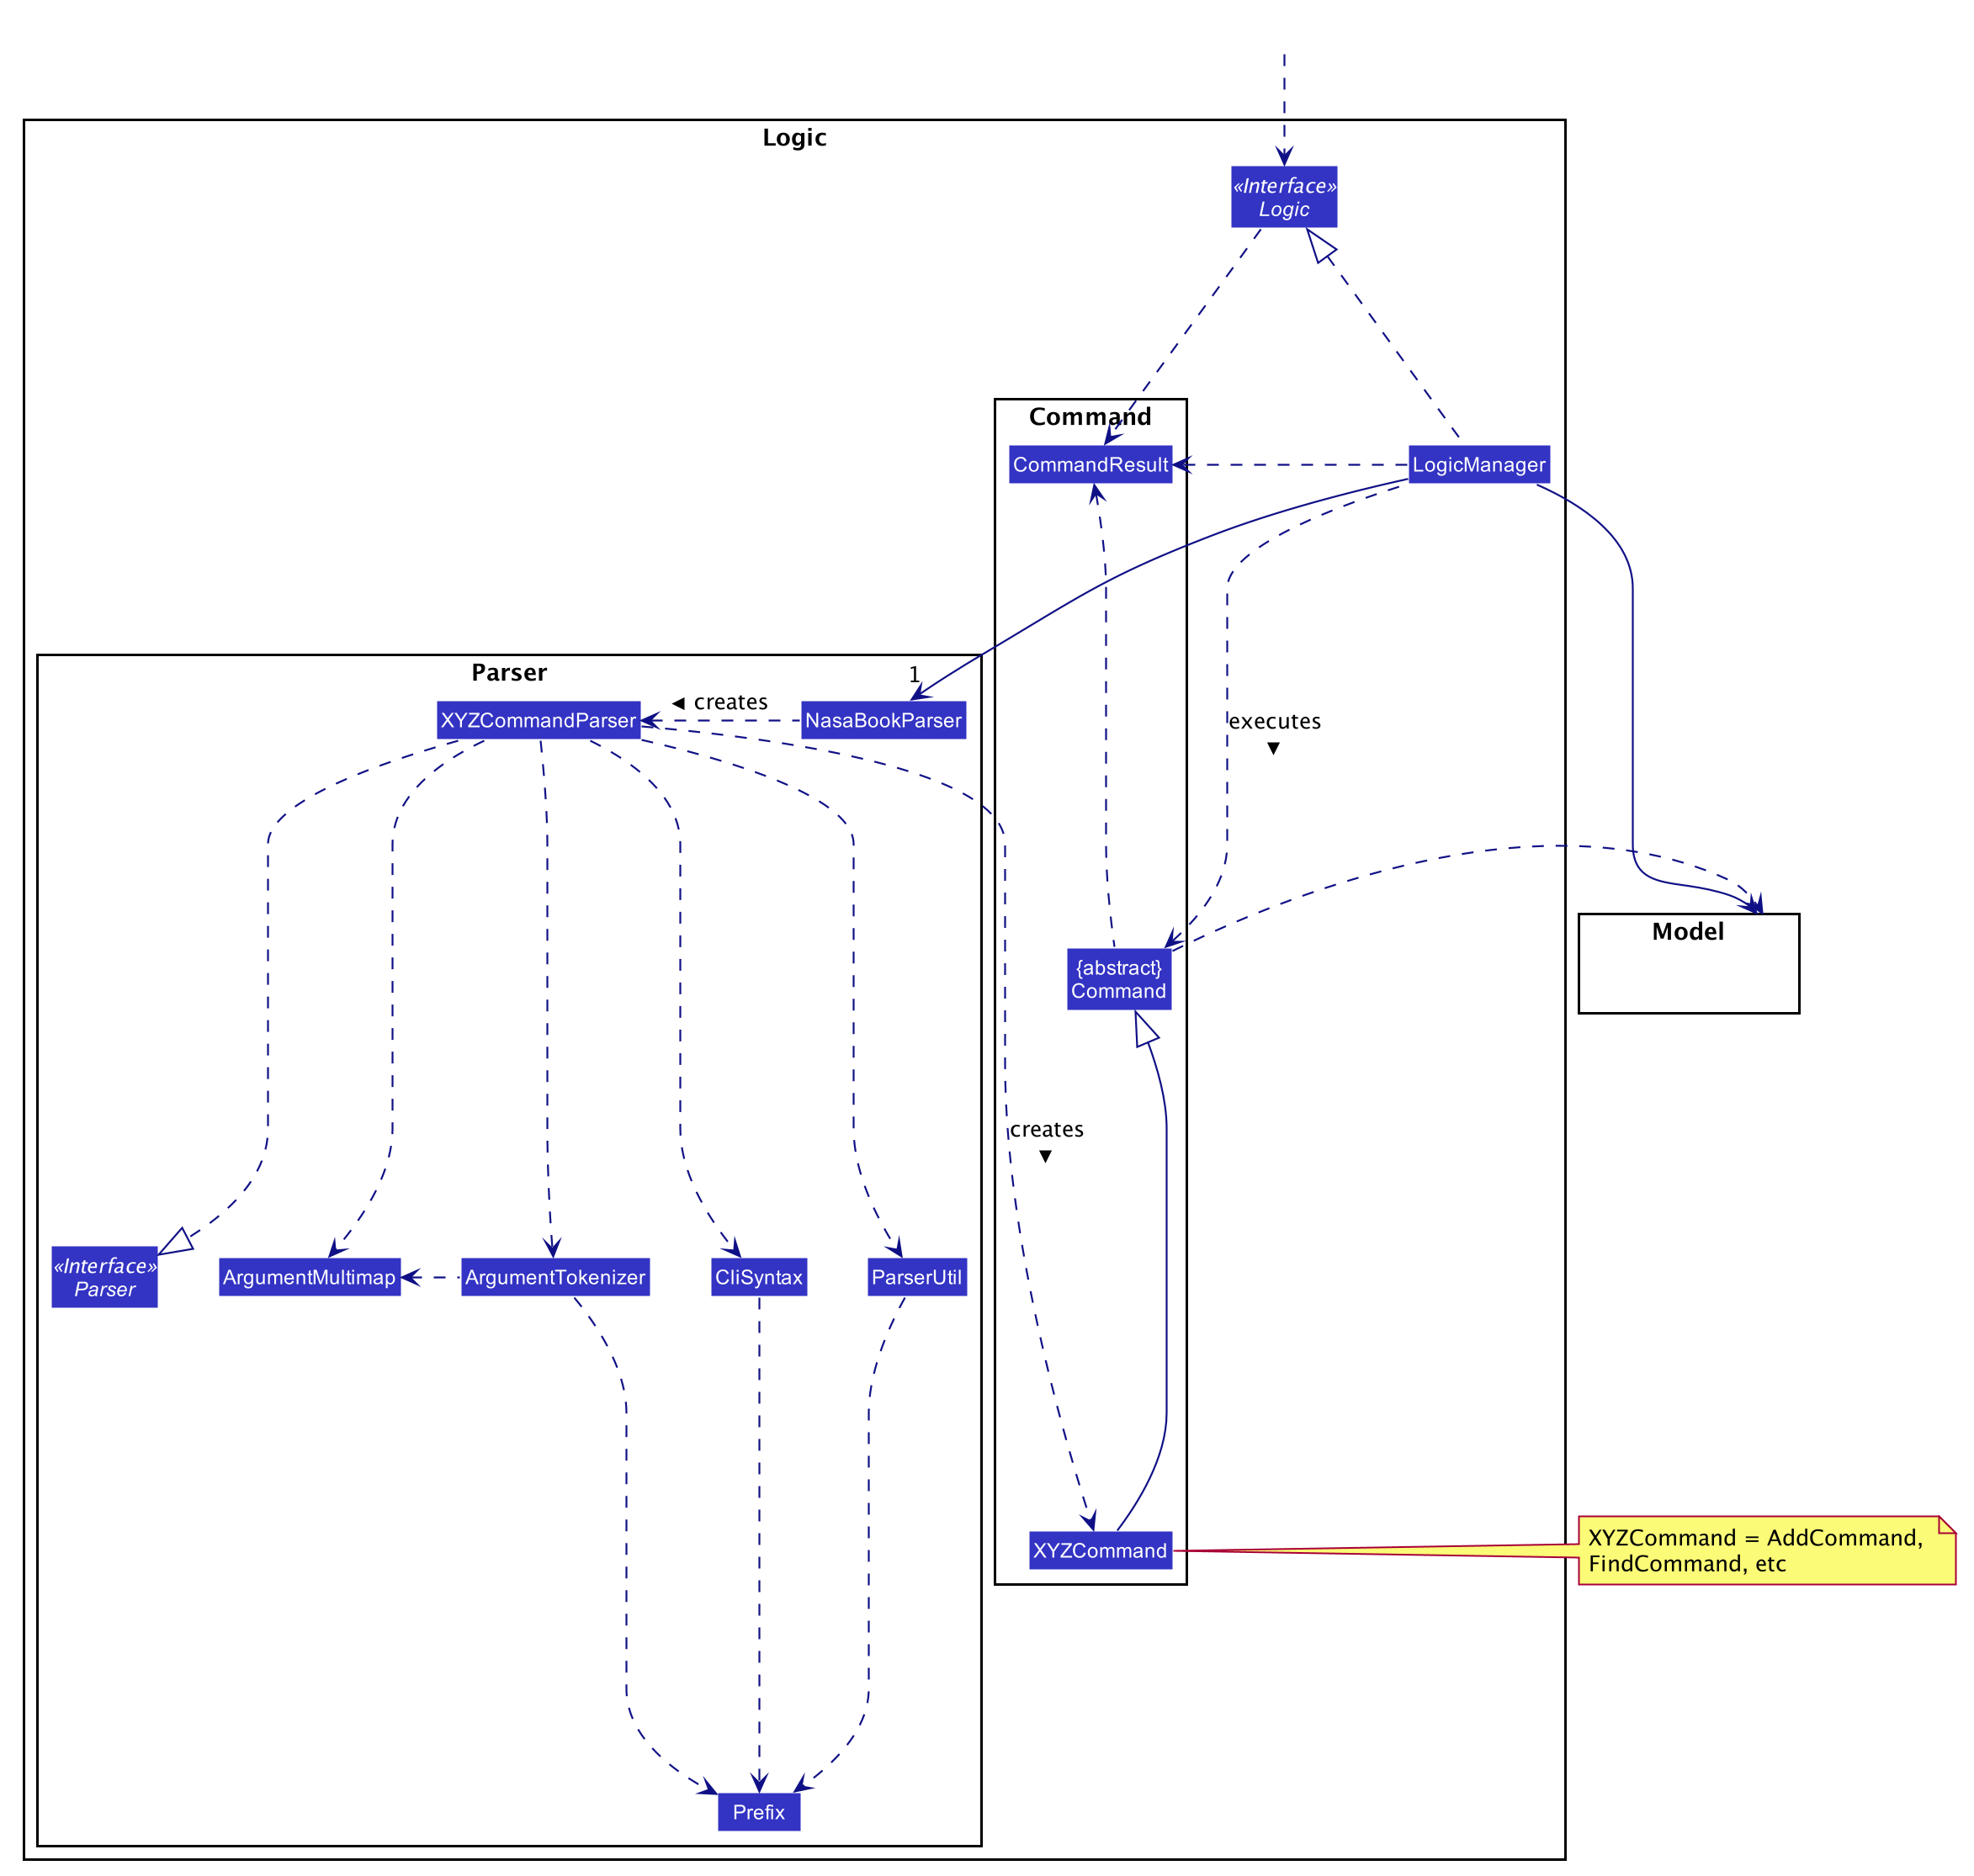 Logic
«Interface»
Logic
Command
CommandResult
LogicManager
Parser
1
◄ creates
XYZCommandParser
NasaBookParser
executes
▼
Model
{abstract}
Command
creates
▼
«Interface»
Parser
ArgumentMultimap
ArgumentTokenizer
CliSyntax
ParserUtil
XYZCommand
XYZCommand = AddCommand,
FindCommand, etc
Prefix